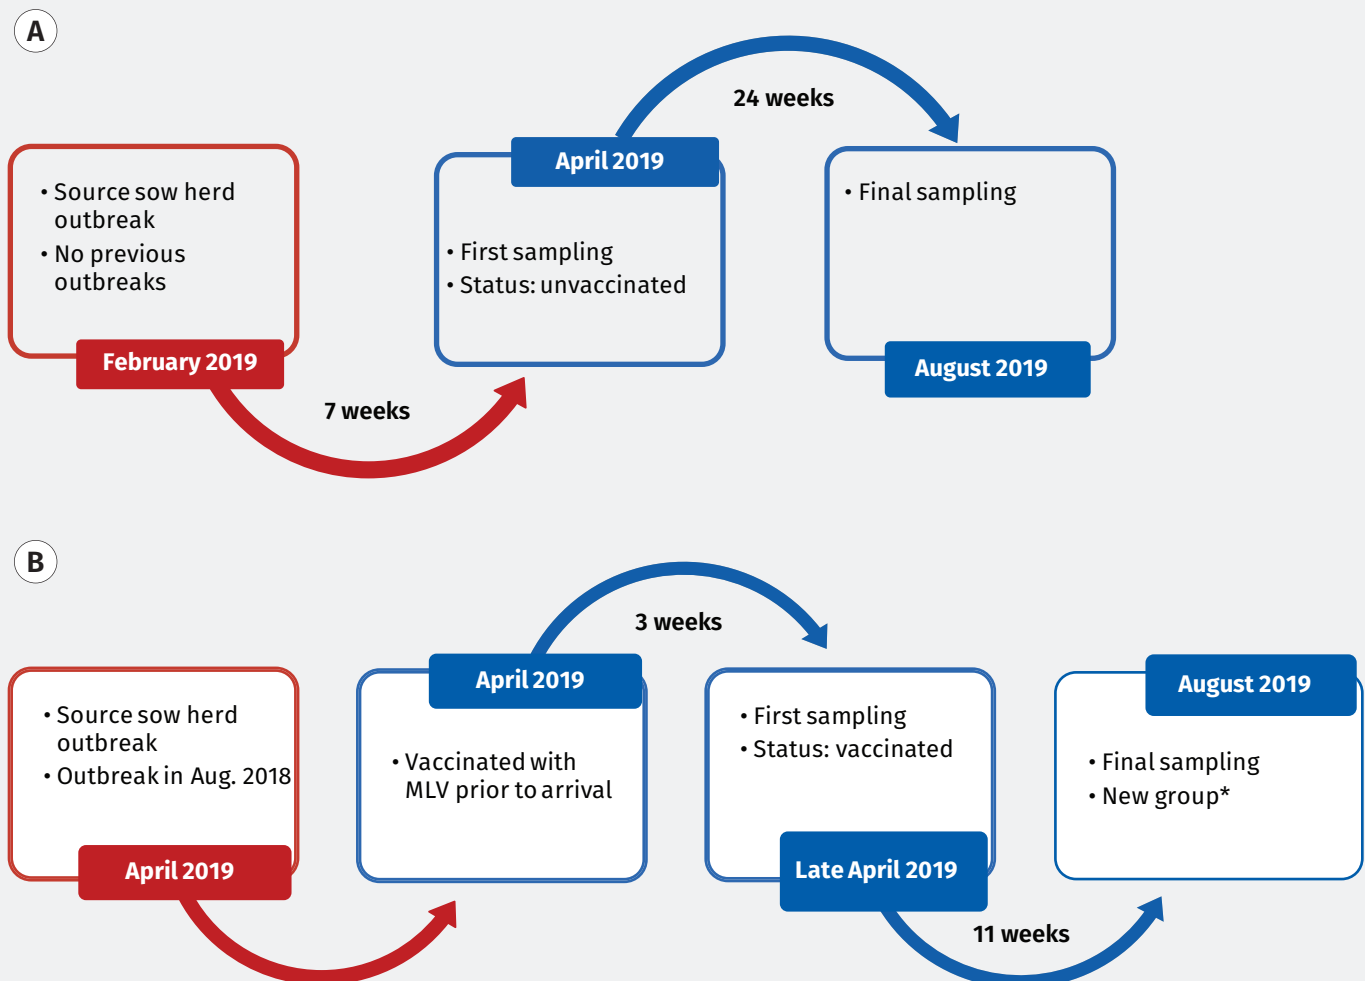 A
24 weeks
April 2019
• Source sow herd
outbreak
• No previous
outbreaks
February 2019
7 weeks
• First sampling
• Status: unvaccinated
• Final sampling
August 2019
B
3 weeks
• Source sow herd
outbreak
• Outbreak in Aug. 2018
April 2019
April 2019
• Vaccinated with
MLV prior to arrival
• First sampling
• Status: vaccinated
Late April 2019
11 weeks
August 2019
• Final sampling
• New group*